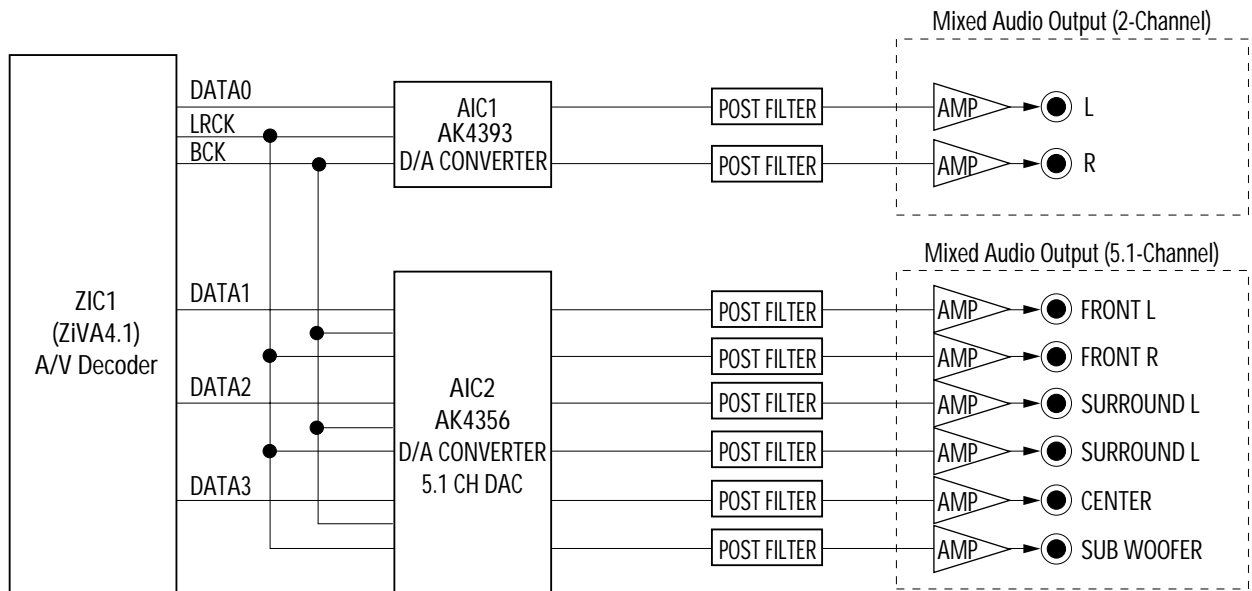 Mixed Audio Output (2-Channel)
DATA0
LRCK
BCK
AIC1
AK4393
D/A CONVERTER
POST FILTER
AMP
L
POST FILTER
AMP
R
Mixed Audio Output (5.1-Channel)
ZIC1
(ZiVA4.1)
A/V Decoder
DATA1
DATA2
DATA3
AIC2
AK4356
D/A CONVERTER
5.1 CH DAC
POST FILTER
AMP
FRONT L
POST FILTER
AMP
FRONT R
POST FILTER
AMP
SURROUND L
POST FILTER
AMP
SURROUND L
POST FILTER
AMP
CENTER
POST FILTER
AMP
SUB WOOFER